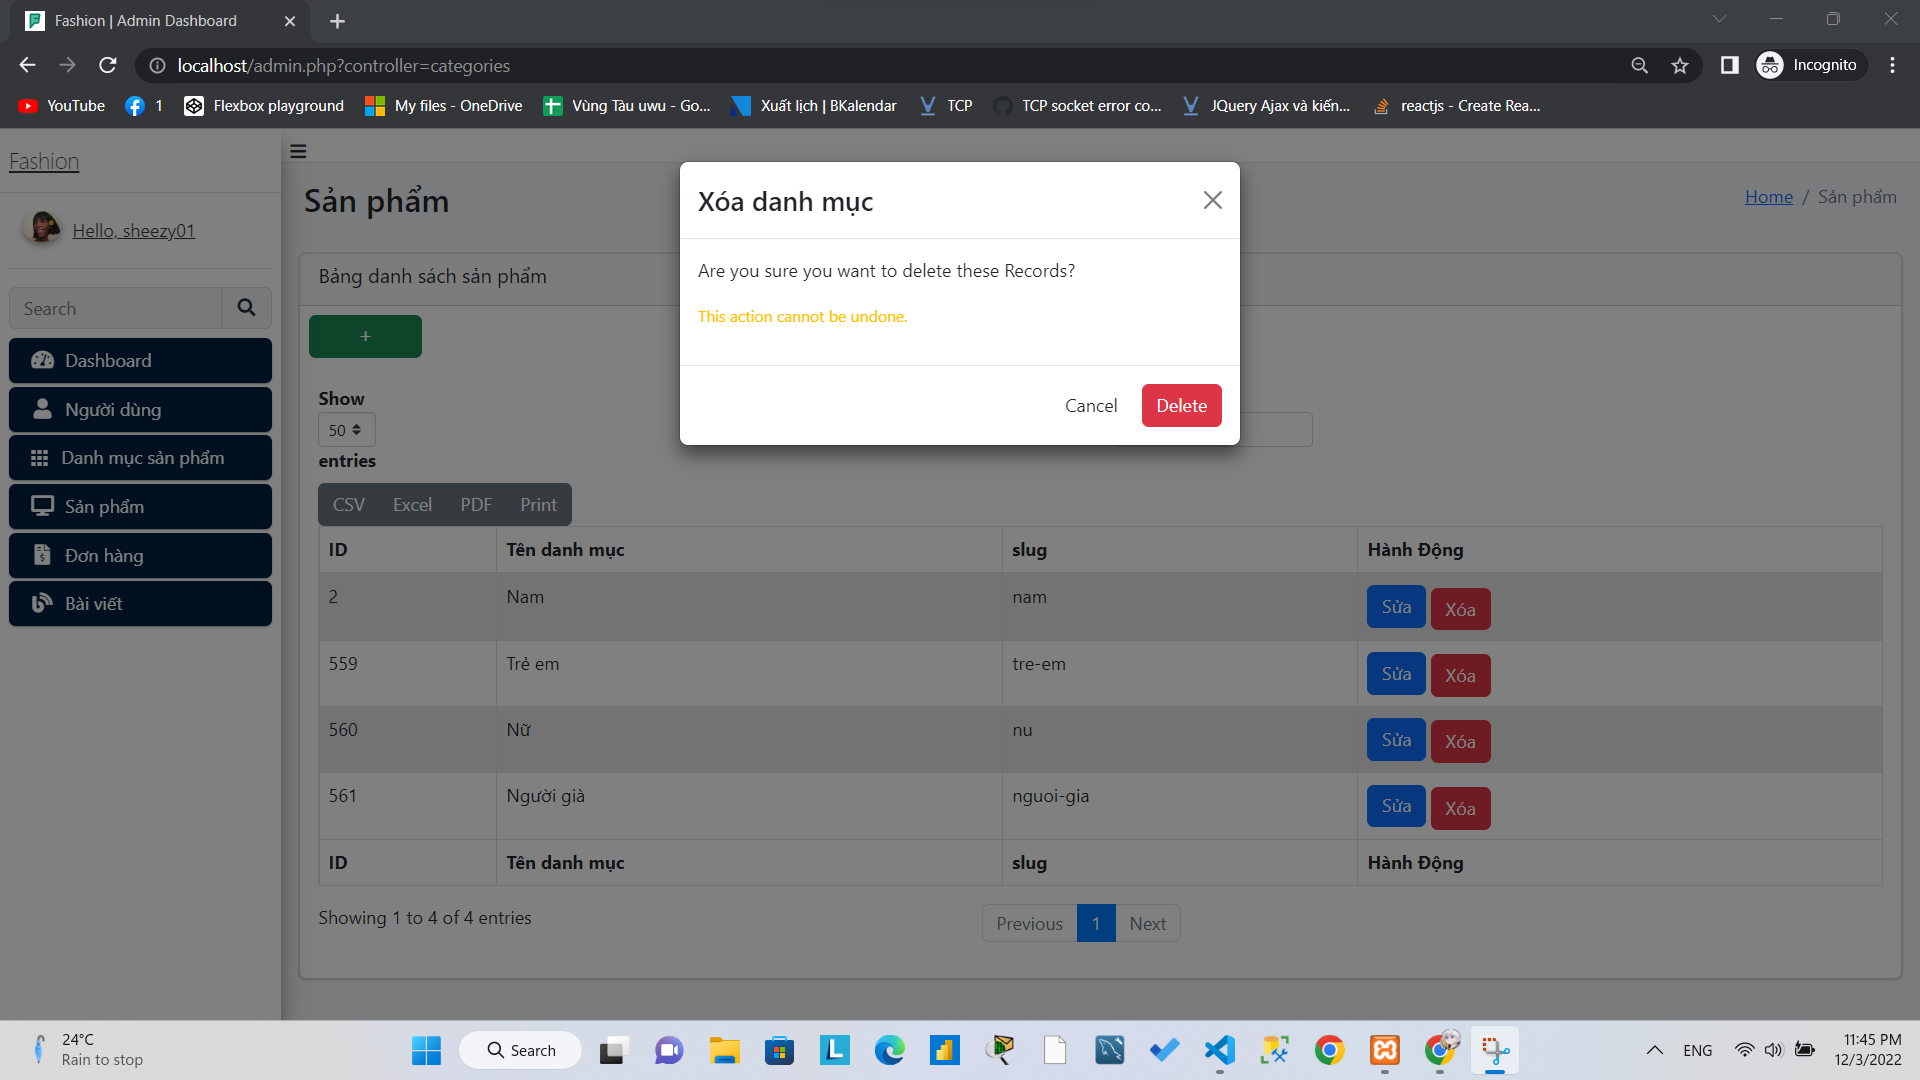 Fashion | Admin Dashboard
localhost/admin.php?controller=categories
Incognito
YouTube
1
Flexbox playground
My files - OneDrive
Vùng Tàu uwu - Go...
Xuất lịch | BKalendar
TCP
TCP socket error co...
JQuery Ajax và kiến...
reactjs - Create Rea...
Fashion
Hello, sheezy01
Search
Dashboard
Người dùng
Danh mục sản phẩm
Sản phẩm
Đơn hàng
Bài viết
Sản phẩm
Home / Sản phẩm
Bảng danh sách sản phẩm
+
Xóa danh mục
Are you sure you want to delete these Records?
This action cannot be undone.
Cancel Delete
Show
50
entries
CSV Excel PDF Print
ID Tên danh mục slug Hành Động
2 Nam nam Sửa Xóa
559 Trẻ em tre-em Sửa Xóa
560 Nữ nu Sửa Xóa
561 Người già nguoi-gia Sửa Xóa
ID Tên danh mục slug Hành Động
Showing 1 to 4 of 4 entries
Previous 1 Next
24°C
Rain to stop
Search
ENG
11:45 PM
12/3/2022